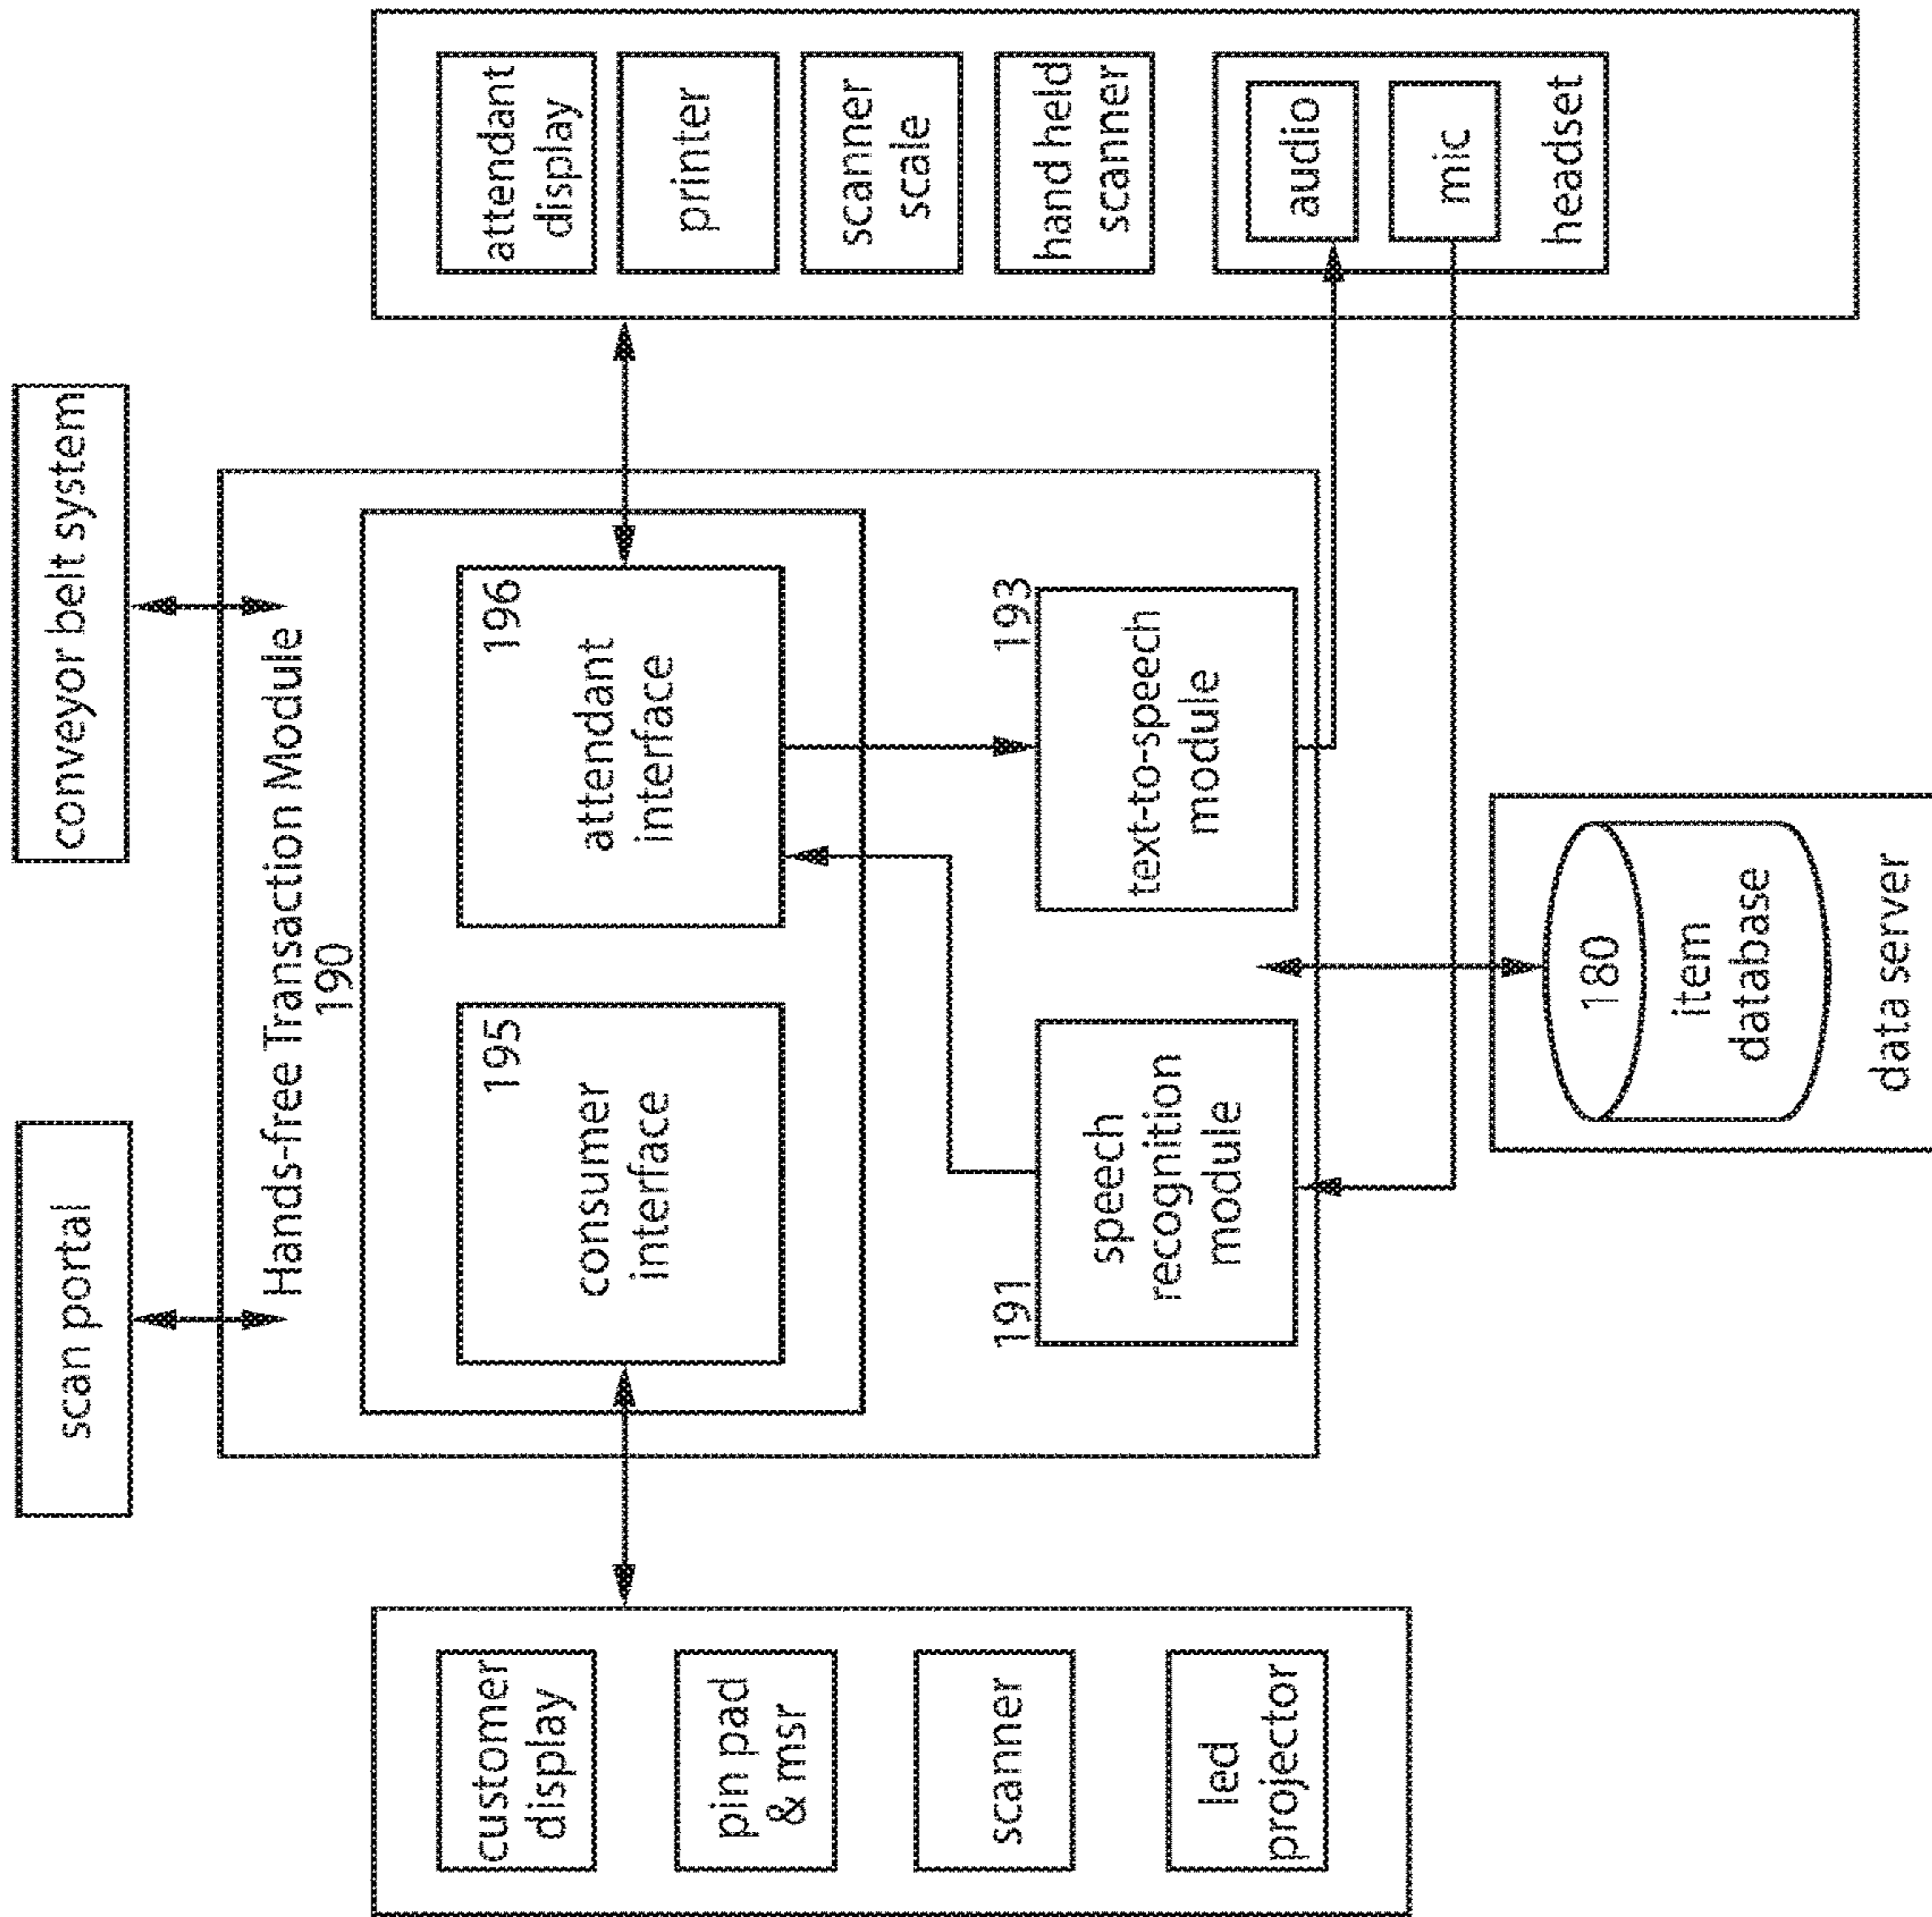 scan portal
conveyor belt system
Hands-free Transaction Module
190
customer
display
pin pad
& msr
scanner
led
projector
195
consumer
interface
196
attendant
interface
191
speech
recognition
module
193
text-to-speech
module
attendant
display
printer
scanner
scale
hand held
scanner
audio
mic
headset
180
item
database
data server